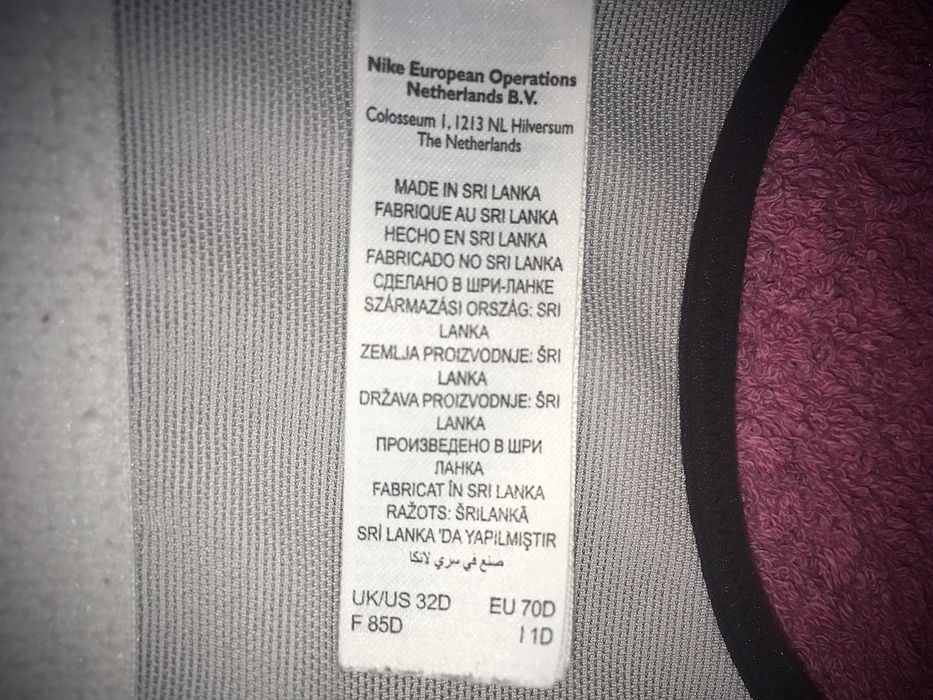 Nike European Operations
Netherlands B.V.
Colosseum 1, 1213 NL Hilversum
The Netherlands
MADE IN SRI LANKA
FABRIQUE AU SRI LANKA
HECHO EN SRI LANKA
FABRICADO NO SRI LANKA
СДЕЛАНО В ШРИ-ЛАНКЕ
SZÁRMAZÁSI ORSZÁG: SRI
LANKA
ZEMLJA PROIZVODNJE: ŠRI
LANKA
DRŽAVA PROIZVODNJE: ŠRI
LANKA
ПРОИЗВЕДЕНО В ШРИ
ЛАНКА
FABRICAT ÎN SRI LANKA
RAŽOTS: ŠRILANKĀ
SRİ LANKA 'DA YAPILMIŞTIR
صنع في سري لانكا
UK/US 32D EU 70D
F 85D I 1D